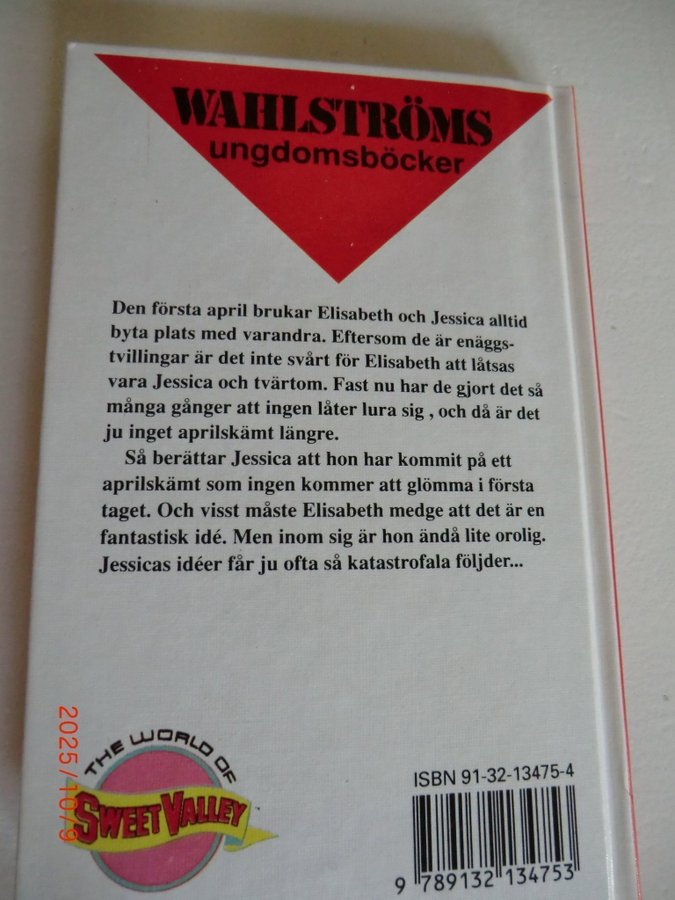 WAHLSTRÖMS
ungdomsböcker
Den första april brukar Elisabeth och Jessica alltid
byta plats med varandra. Eftersom de är enäggs-
tvillingar är det inte svårt för Elisabeth att låtsas
vara Jessica och tvärtom. Fast nu har de gjort det så
många gånger att ingen låter lura sig , och då är det
ju inget aprilskämt längre.
Så berättar Jessica att hon har kommit på ett
aprilskämt som ingen kommer att glömma i första
taget. Och visst måste Elisabeth medge att det är en
fantastisk idé. Men inom sig är hon ändå lite orolig.
Jessicas idéer får ju ofta så katastrofala följder...
2025/10/9
THE WORLD OF
SWEET VALLEY
ISBN 91-32-13475-4
9 789132 134753